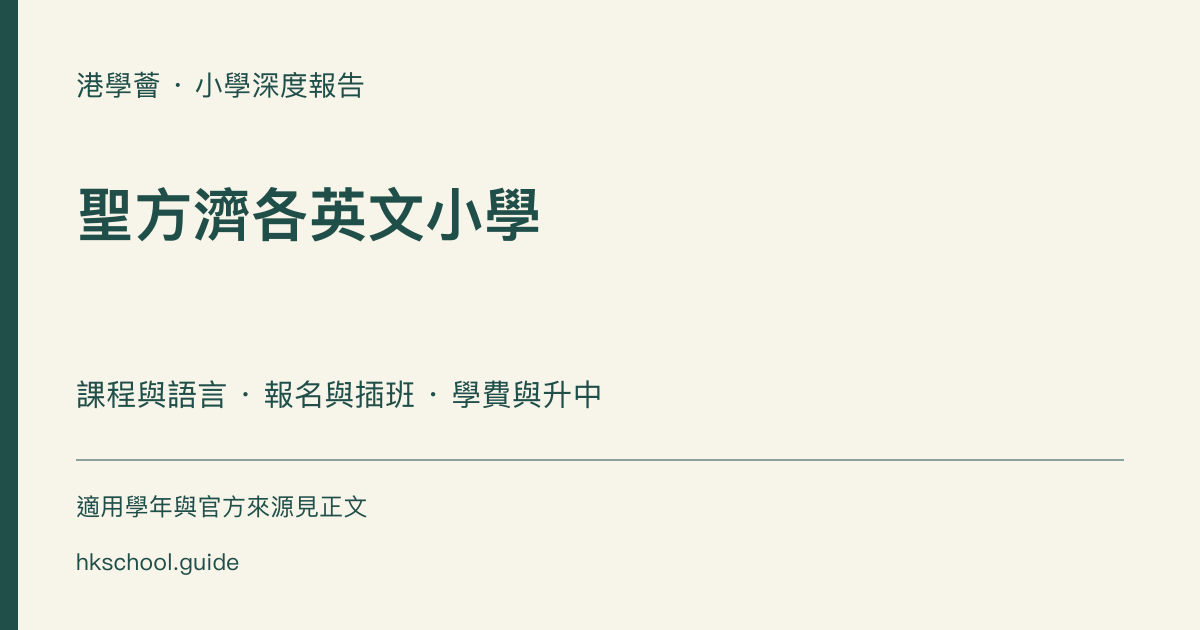 港學薈 · 小學深度報告
聖方濟各英文小學
課程與語言 · 報名與插班 · 學費與升中
適用學年與官方來源見正文
hkschool.guide